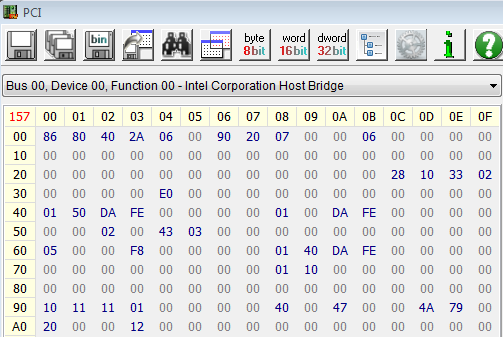 PCI
bin byte 8bit word 16bit dword 32bit
Bus 00, Device 00, Function 00 - Intel Corporation Host Bridge
157 00 01 02 03 04 05 06 07 08 09 0A 0B 0C 0D 0E 0F
00 86 80 40 2A 06 00 90 20 07 00 00 06 00 00 00 00
10 00 00 00 00 00 00 00 00 00 00 00 00 00 00 00 00
20 00 00 00 00 00 00 00 00 00 00 00 00 28 10 33 02
30 00 00 00 00 E0 00 00 00 00 00 00 00 00 00 00 00
40 01 50 DA FE 00 00 00 00 01 00 DA FE 00 00 00 00
50 00 00 02 00 43 03 00 00 00 00 00 00 00 00 00 00
60 05 00 00 F8 00 00 00 00 01 40 DA FE 00 00 00 00
70 00 00 00 00 00 00 00 00 01 10 00 00 00 00 00 00
80 00 00 00 00 00 00 00 00 00 00 00 00 00 00 00 00
90 10 11 11 01 00 00 00 00 40 00 47 00 00 4A 79 00
A0 20 00 00 12 00 00 00 00 00 00 00 00 00 00 00 00